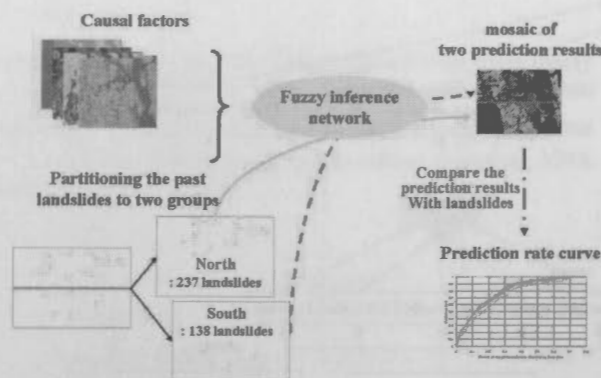 Causal factors
mosaic of
two prediction results
Fuzzy inference
network
Partitioning the past
landslides to two groups
Compare the
prediction results
With landslides
North
: 237 landslides
South
: 138 landslides
Prediction rate curve